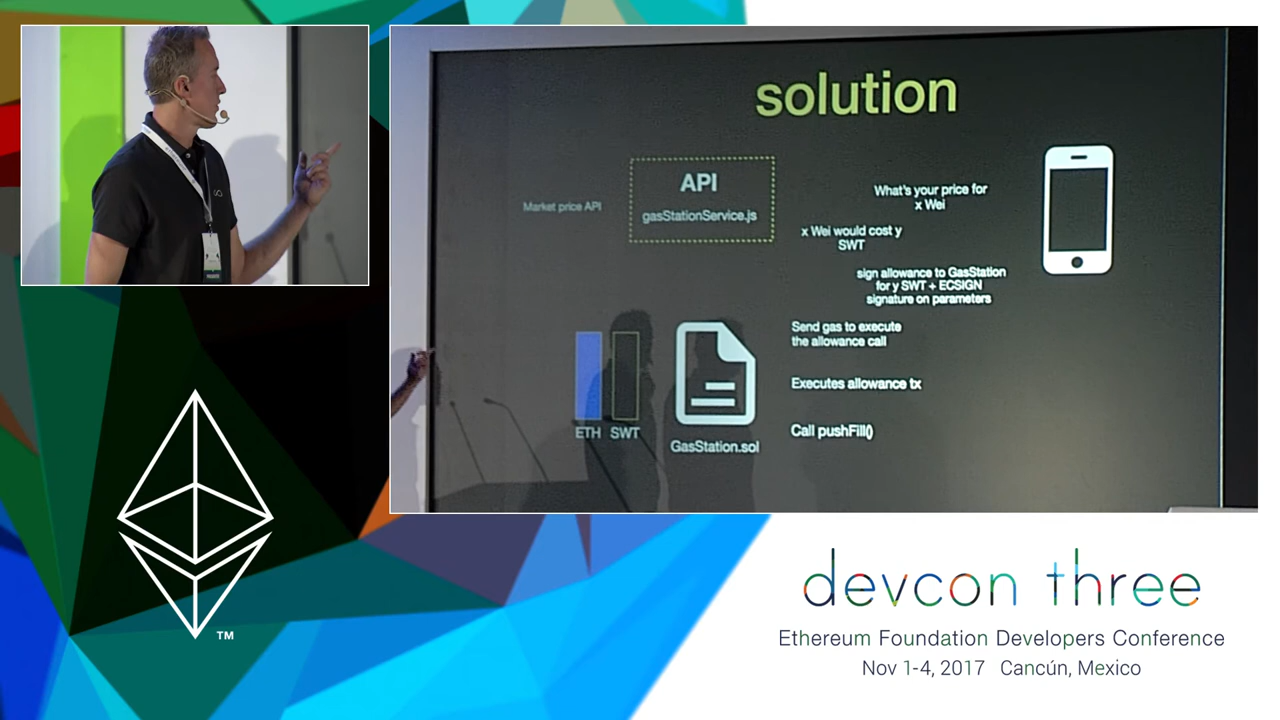 solution
API
gasStationService.js
Market price API
What's your price for
x Wei
x Wei would cost y
SWT
sign allowance to GasStation
for y SWT + ECSIGN
signature on parameters
Send gas to execute
the allowance call
Executes allowance tx
Call pushFill()
ETH SWT
GasStation.sol
TM
devcon three
Ethereum Foundation Developers Conference
Nov 1-4, 2017 Cancún, Mexico